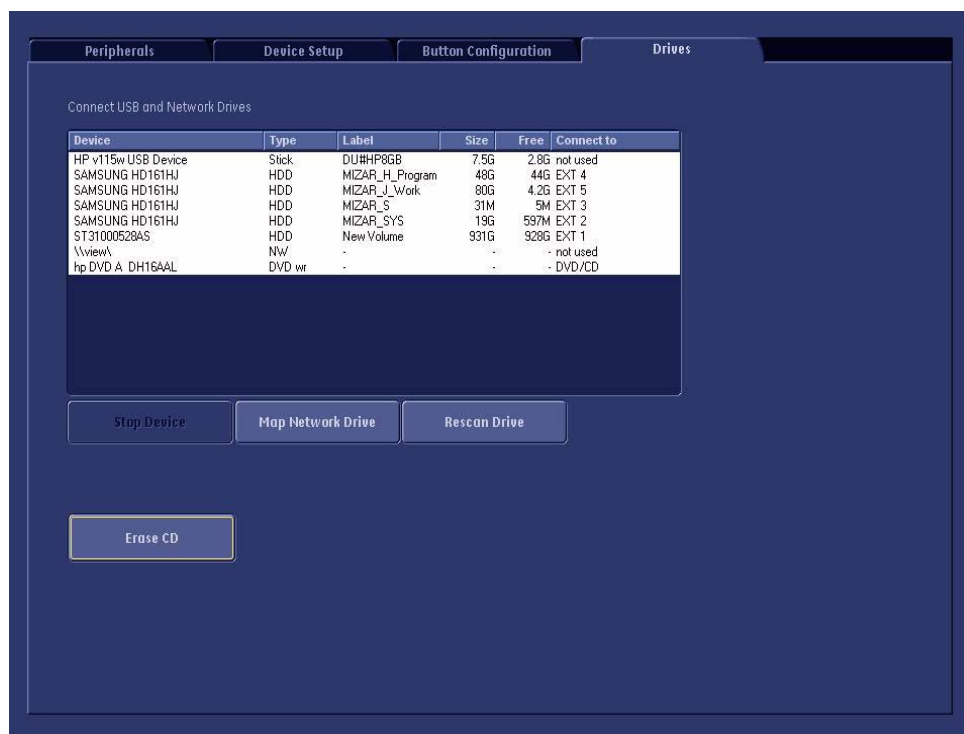 Peripherals Device Setup Button Configuration Drives
Connect USB and Network Drives
Device Type Label Size Free Connect to
HP v115w USB Device Stick DU#HP8GB 7.5G 2.8G not used
SAMSUNG HD161HJ HDD MIZAR_H_Program 48G 44G EXT 4
SAMSUNG HD161HJ HDD MIZAR_J_Work 80G 4.2G EXT 5
SAMSUNG HD161HJ HDD MIZAR_S 31M 5M EXT 3
SAMSUNG HD161HJ HDD MIZAR_SYS 19G 597M EXT 2
ST31000528AS HDD New Volume 931G 928G EXT 1
\\view\ NW - - - not used
hp DVD A DH16AAL DVD wr - - - DVD/CD
Stop Device Map Network Drive Rescan Drive
Erase CD